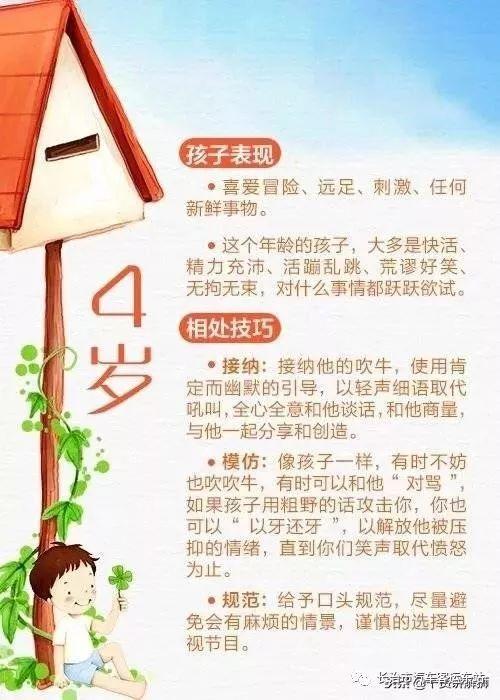 4岁
孩子表现
• 喜爱冒险、远足、刺激、任何
新鲜事物。
• 这个年龄的孩子，大多是快活、
精力充沛、活蹦乱跳、荒谬好笑、
无拘无束，对什么事情都跃跃欲试。
相处技巧
• 接纳：接纳他的吹牛，使用肯
定而幽默的引导，以轻声细语取代
吼叫，全心全意和他谈话，和他商量，
与他一起分享和创造。
• 模仿：像孩子一样，有时不妨
也吹吹牛，有时可以和他“对骂”，
如果孩子用粗野的话攻击你，你也
可以“以牙还牙”，以解放他被压
抑的情绪，直到你们笑声取代愤怒
为止。
• 规范：给予口头规范，尽量避
免会有麻烦的情景，谨慎的选择电
视节目。
长治市汽车客运车站